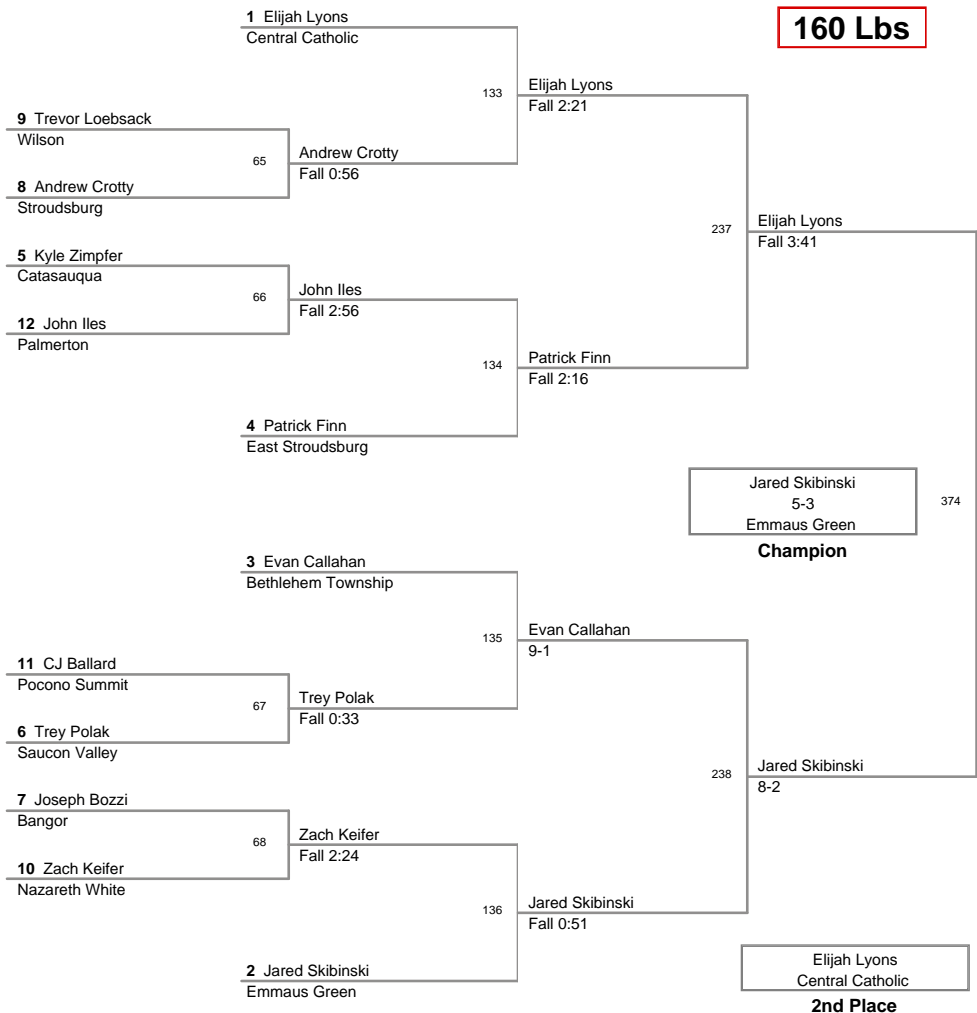 160 Lbs
1 Elijah Lyons
Central Catholic
133
Elijah Lyons
Fall 2:21
9 Trevor Loebsack
Wilson
65
Andrew Crotty
Fall 0:56
8 Andrew Crotty
Stroudsburg
237
Elijah Lyons
Fall 3:41
5 Kyle Zimpfer
Catasauqua
66
John Iles
Fall 2:56
12 John Iles
Palmerton
134
Patrick Finn
Fall 2:16
4 Patrick Finn
East Stroudsburg
Jared Skibinski
5-3
Emmaus Green
Champion
374
3 Evan Callahan
Bethlehem Township
135
Evan Callahan
9-1
11 CJ Ballard
Pocono Summit
67
Trey Polak
Fall 0:33
6 Trey Polak
Saucon Valley
238
Jared Skibinski
8-2
7 Joseph Bozzi
Bangor
68
Zach Keifer
Fall 2:24
10 Zach Keifer
Nazareth White
136
Jared Skibinski
Fall 0:51
2 Jared Skibinski
Emmaus Green
Elijah Lyons
Central Catholic
2nd Place